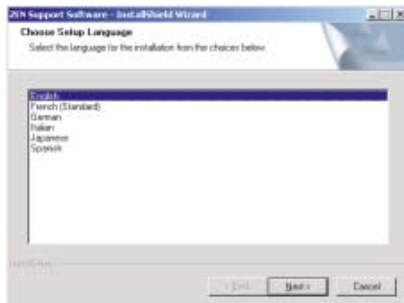 ZEN Support Software - InstallShield Wizard
Choose Setup Language
Select the language for the installation from the choices below.
English
French (Standard)
German
Italian
Japanese
Spanish
InstallShield
< Back
Next >
Cancel